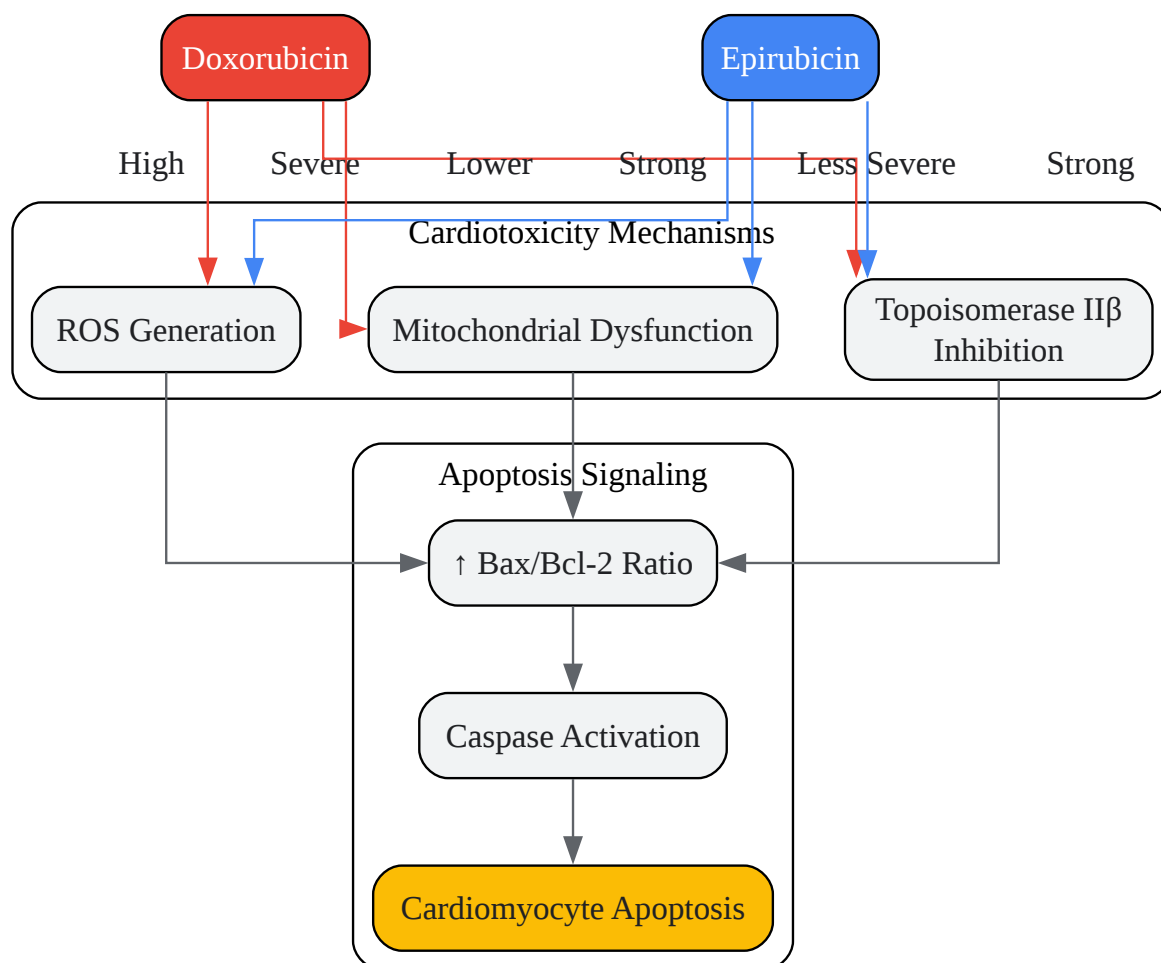 Doxorubicin
Epirubicin
High
Severe
Lower
Strong
Less Severe
Strong
Cardiotoxicity Mechanisms
ROS Generation
Mitochondrial Dysfunction
Topoisomerase IIβ
Inhibition
Apoptosis Signaling
↑ Bax/Bcl-2 Ratio
Caspase Activation
Cardiomyocyte Apoptosis